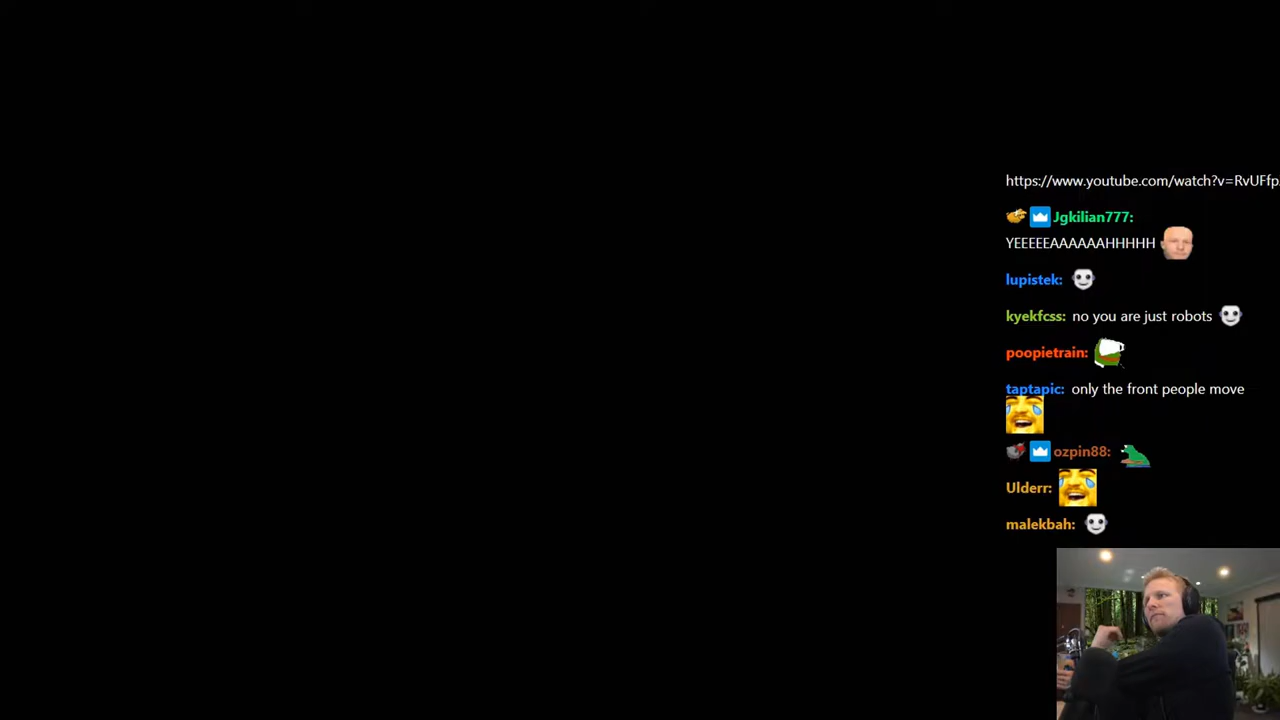 https://www.youtube.com/watch?v=RvUFfp
Jgkilian777:
YEEEEEAAAAAAHHHHH
lupistek:
kyekfcss: no you are just robots
poopietrain:
taptapic: only the front people move
ozpin88:
Ulderr:
malekbah: